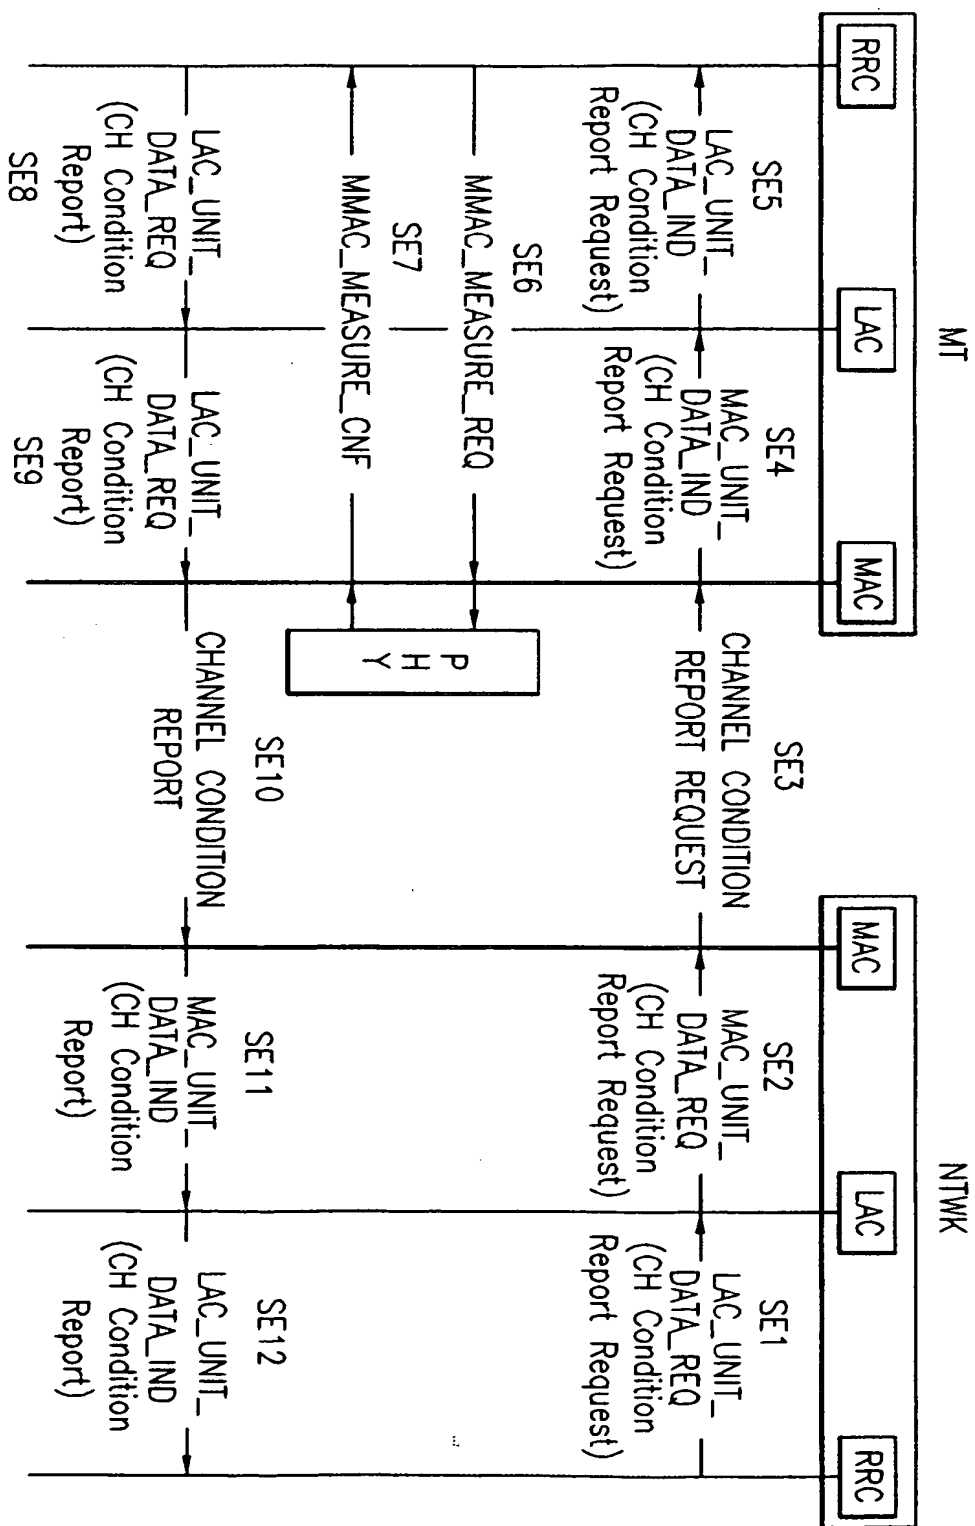 MT
NTWK
RRC
LAC
MAC
MAC
LAC
RRC
SE5
LAC_UNIT_
DATA_IND
(CH Condition
Report Request)
SE4
MAC_UNIT_
DATA_IND
(CH Condition
Report Request)
SE3
CHANNEL CONDITION
REPORT REQUEST
SE2
MAC_UNIT_
DATA_REQ
(CH Condition
Report Request)
SE1
LAC_UNIT_
DATA_REQ
(CH Condition
Report Request)
SE6
MMAC_MEASURE_REQ
SE7
MMAC_MEASURE_CNF
P
H
Y
LAC_UNIT_
DATA_REQ
(CH Condition
Report)
SE8
LAC_UNIT_
DATA_REQ
(CH Condition
Report)
SE9
SE10
CHANNEL CONDITION
REPORT
SE11
MAC_UNIT_
DATA_IND
(CH Condition
Report)
SE12
LAC_UNIT_
DATA_IND
(CH Condition
Report)